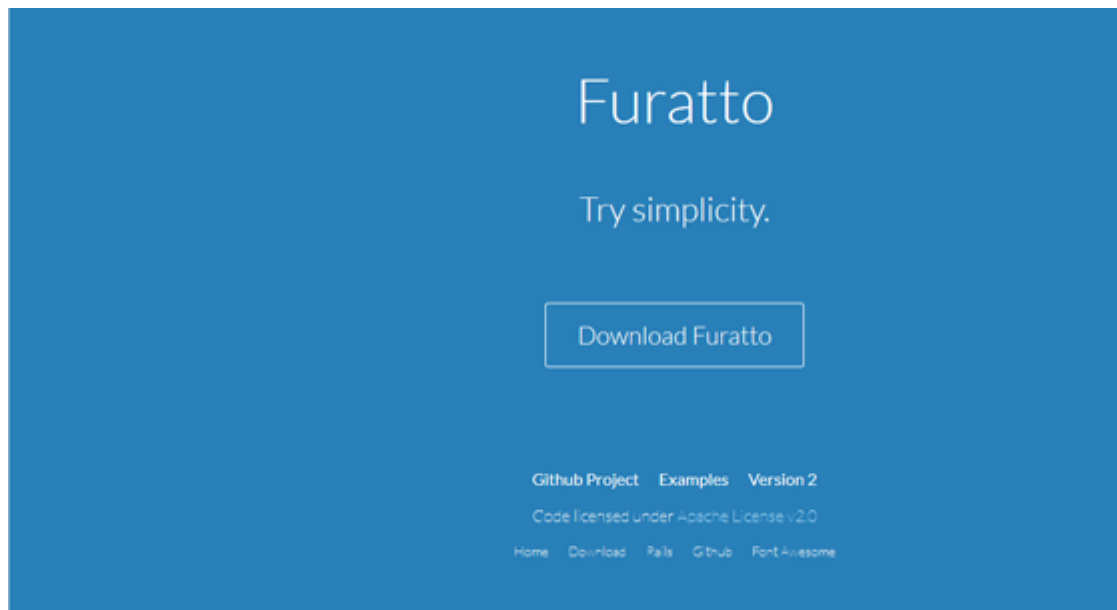 Furatto
Try simplicity.
Download Furatto
Github Project Examples Version 2
Code licensed under Apache License v2.0
Home Download Rails Github Font Awesome